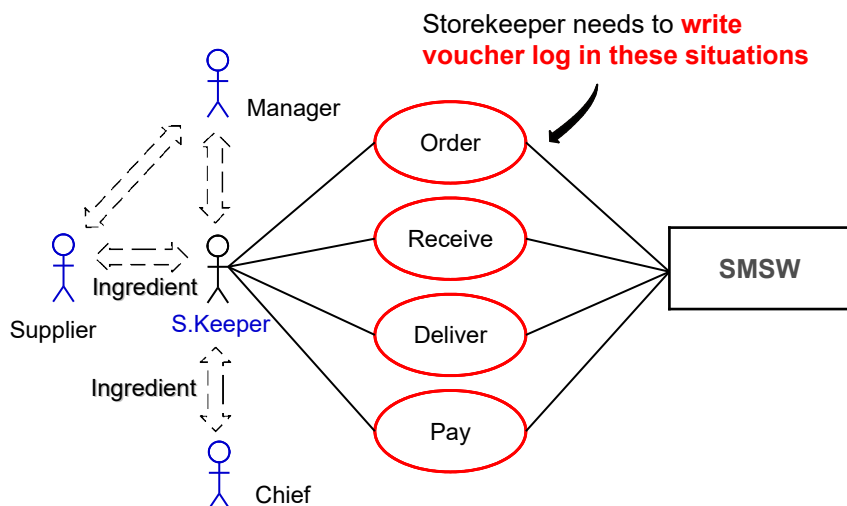 Storekeeper needs to write
voucher log in these situations
Manager
Order
Receive
SMSW
Ingredient
Supplier
S.Keeper
Deliver
Ingredient
Pay
Chief